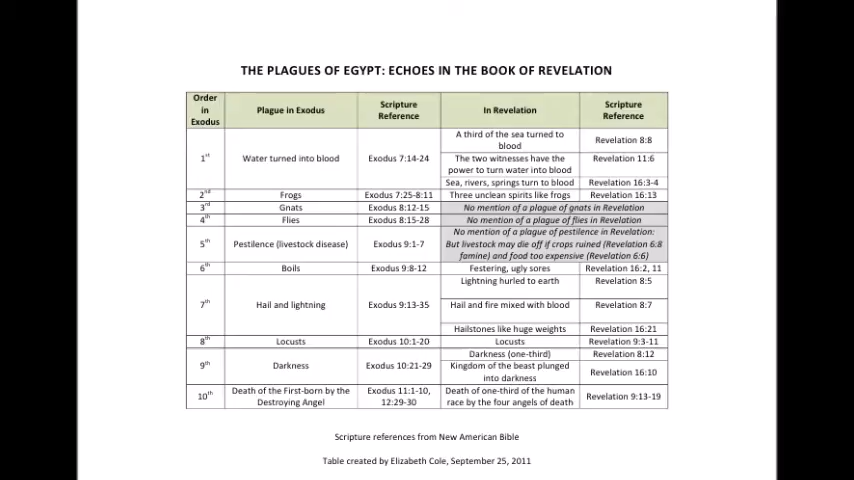 THE PLAGUES OF EGYPT: ECHOES IN THE BOOK OF REVELATION
Order in Exodus | Plague in Exodus | Scripture Reference | In Revelation | Scripture Reference
1st | Water turned into blood | Exodus 7:14-24 | A third of the sea turned to blood | Revelation 8:8
The two witnesses have the power to turn water into blood | Revelation 11:6
Sea, rivers, springs turn to blood | Revelation 16:3-4
2nd | Frogs | Exodus 7:25-8:11 | Three unclean spirits like frogs | Revelation 16:13
3rd | Gnats | Exodus 8:12-15 | No mention of a plague of gnats in Revelation
4th | Flies | Exodus 8:15-28 | No mention of a plague of flies in Revelation
5th | Pestilence (livestock disease) | Exodus 9:1-7 | No mention of a plague of pestilence in Revelation: But livestock may die off if crops ruined (Revelation 6:8 famine) and food too expensive (Revelation 6:6)
6th | Boils | Exodus 9:8-12 | Festering, ugly sores | Revelation 16:2, 11
7th | Hail and lightning | Exodus 9:13-35 | Lightning hurled to earth | Revelation 8:5
Hail and fire mixed with blood | Revelation 8:7
Hailstones like huge weights | Revelation 16:21
8th | Locusts | Exodus 10:1-20 | Locusts | Revelation 9:3-11
9th | Darkness | Exodus 10:21-29 | Darkness (one-third) | Revelation 8:12
Kingdom of the beast plunged into darkness | Revelation 16:10
10th | Death of the First-born by the Destroying Angel | Exodus 11:1-10, 12:29-30 | Death of one-third of the human race by the four angels of death | Revelation 9:13-19
Scripture references from New American Bible
Table created by Elizabeth Cole, September 25, 2011